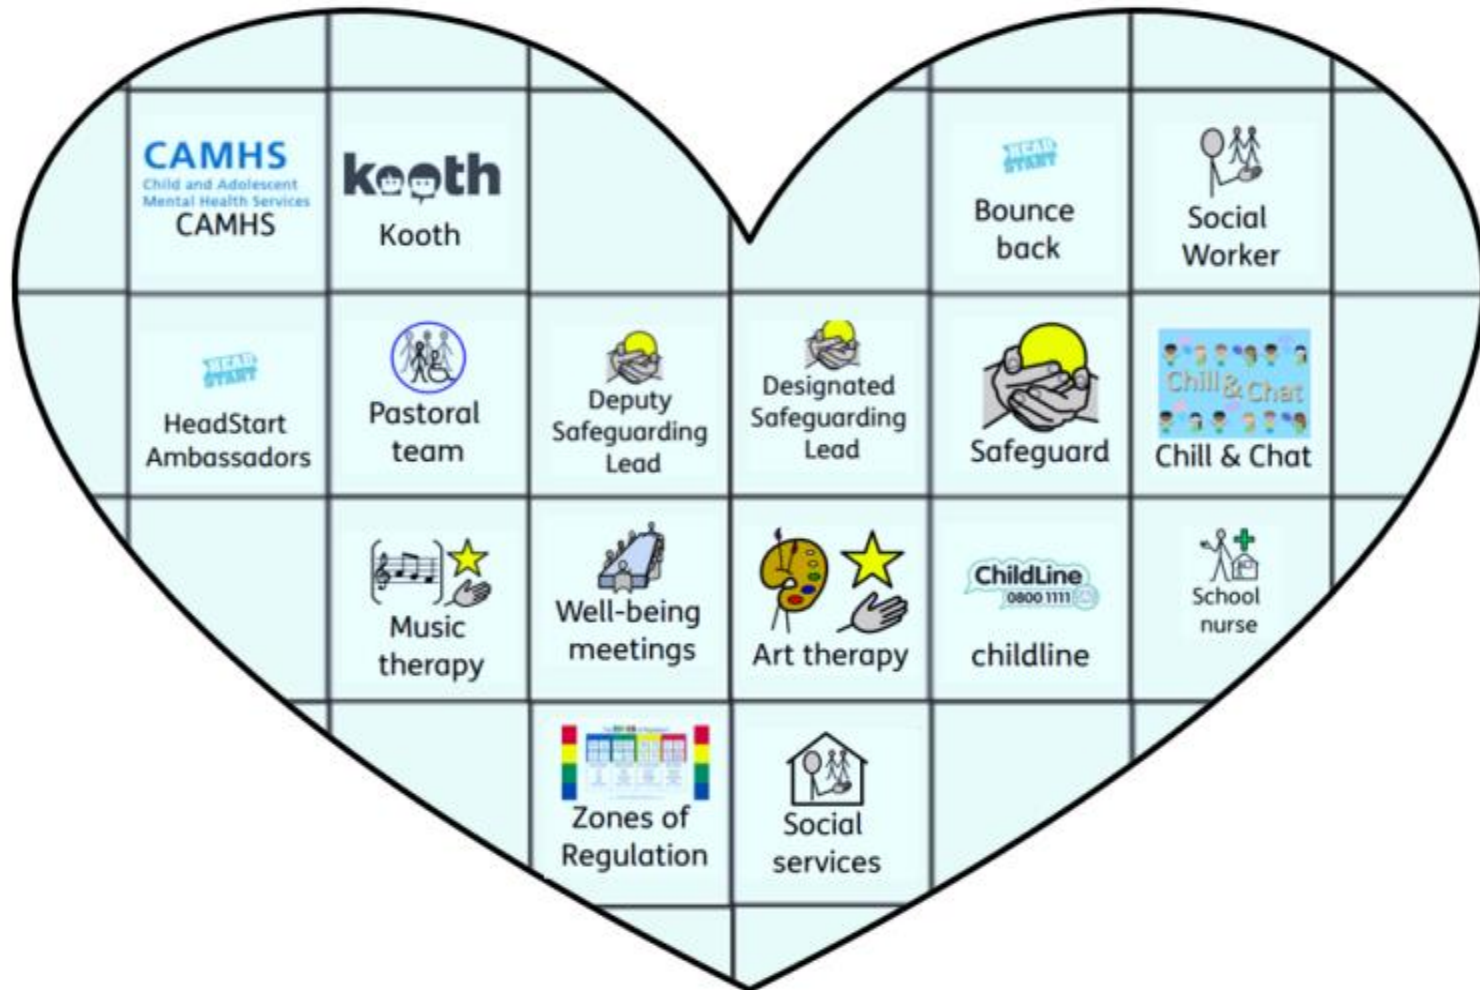 CAMHS
Child and Adolescent
Mental Health Services
CAMHS
kooth
Kooth
HEAD
START
Bounce
back
Social
Worker
HEAD
START
HeadStart
Ambassadors
Pastoral
team
Deputy
Safeguarding
Lead
Designated
Safeguarding
Lead
Safeguard
Chill & Chat
Chill & Chat
Music
therapy
Well-being
meetings
Art therapy
ChildLine
0800 1111
childline
School
nurse
Zones of
Regulation
Social
services